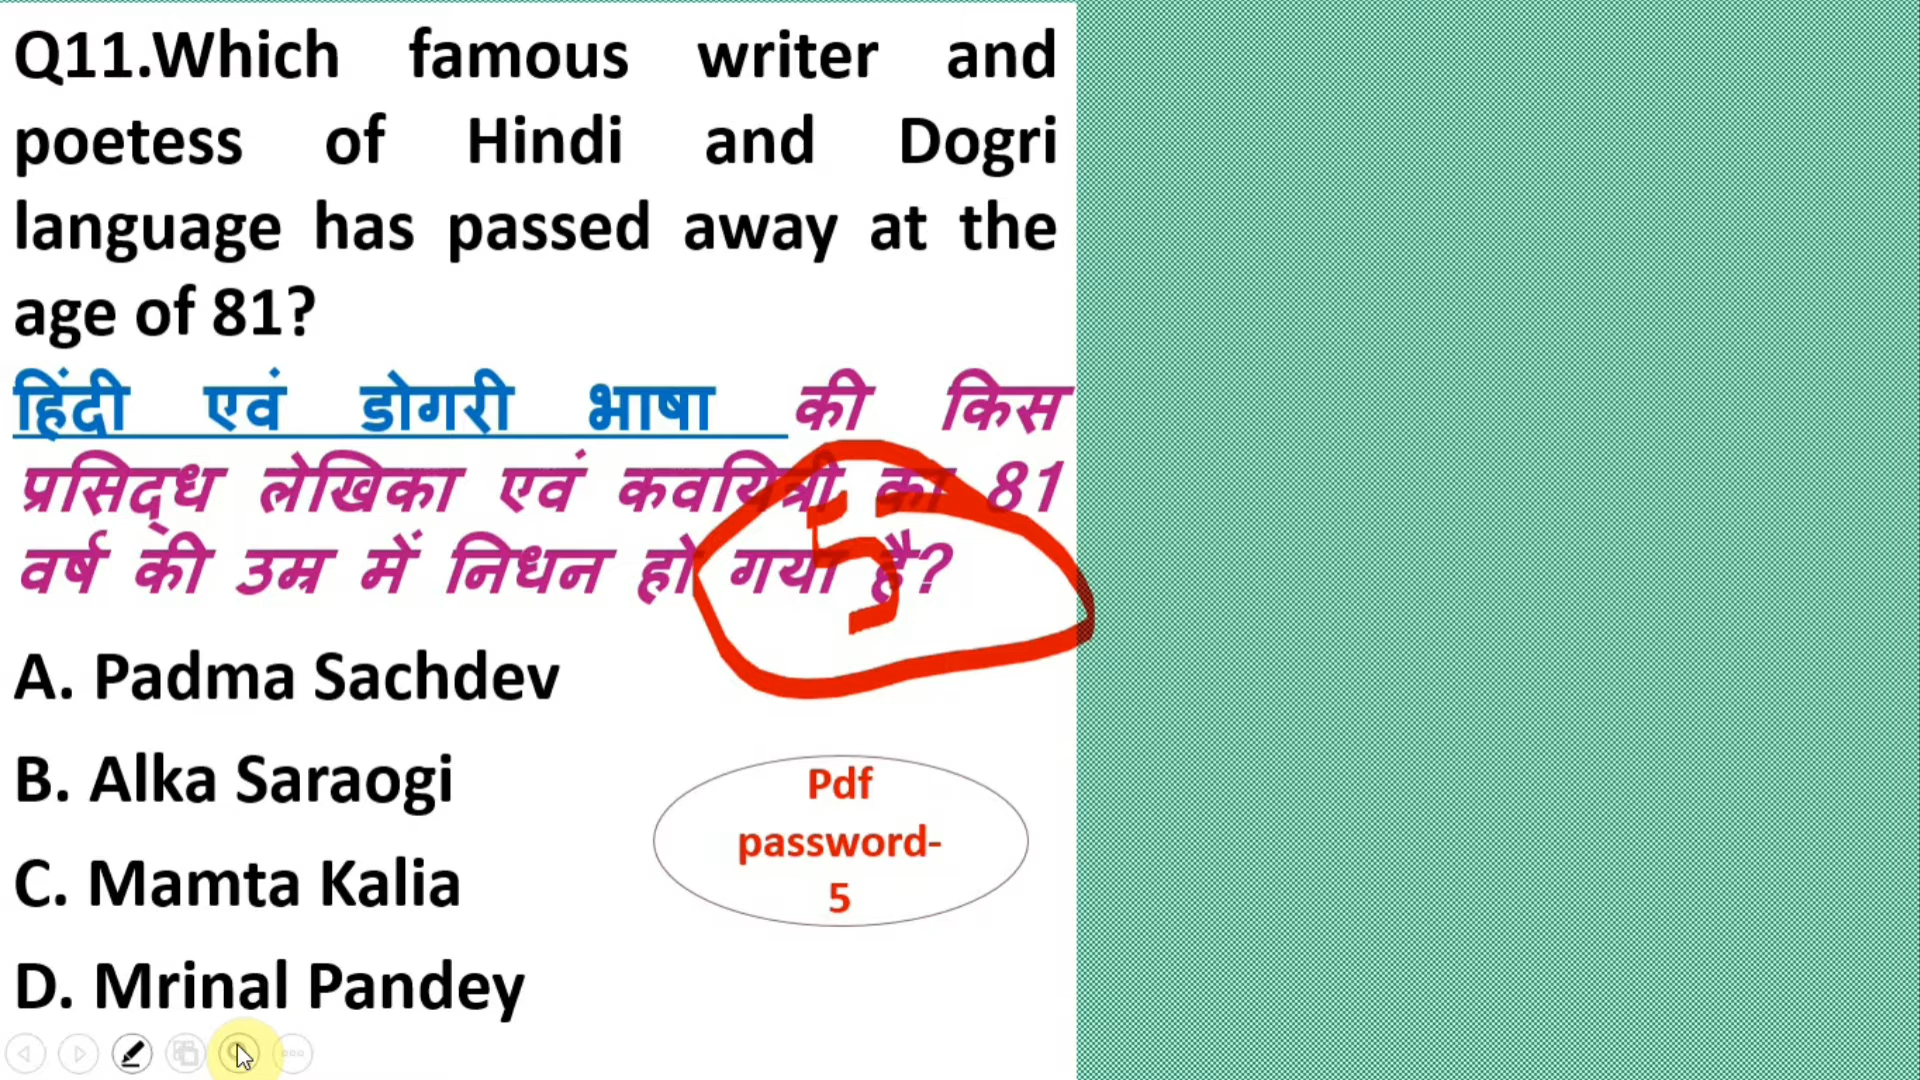 Q11.Which famous writer and
poetess of Hindi and Dogri
language has passed away at the
age of 81?
हिंदी एवं डोगरी भाषा की किस
प्रसिद्ध लेखिका एवं कवयित्री का 81
वर्ष की उम्र में निधन हो गया है?
5
A. Padma Sachdev
B. Alka Saraogi
C. Mamta Kalia
D. Mrinal Pandey
Pdf
password-
5